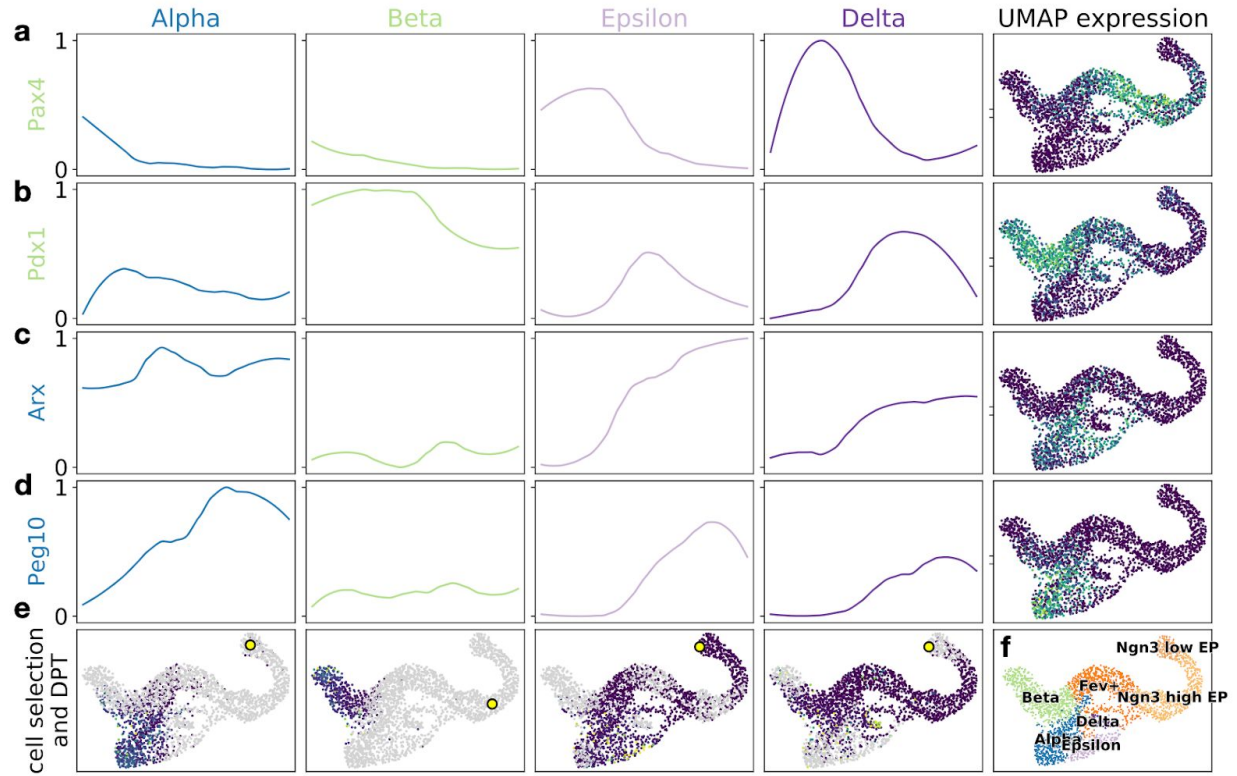 Alpha Beta Epsilon Delta UMAP expression
a
Pax4
1
0
b
Pdx1
1
0
c
Arx
1
0
d
Peg10
1
0
e
cell selection
and DPT
f
Ngn3 low EP
Fev+
Beta
Ngn3 high EP
Delta
Alpha
Epsilon